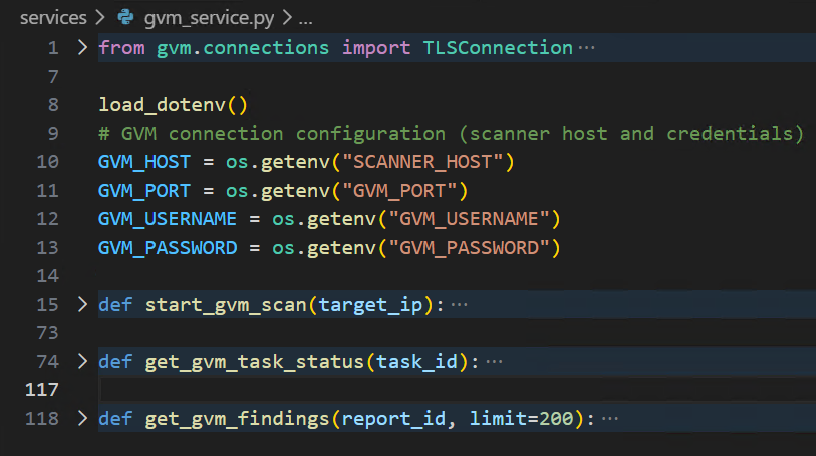 services > gvm_service.py > ...
1 > from gvm.connections import TLSConnection ...
7
8 load_dotenv()
9 # GVM connection configuration (scanner host and credentials)
10 GVM_HOST = os.getenv("SCANNER_HOST")
11 GVM_PORT = os.getenv("GVM_PORT")
12 GVM_USERNAME = os.getenv("GVM_USERNAME")
13 GVM_PASSWORD = os.getenv("GVM_PASSWORD")
14
15 > def start_gvm_scan(target_ip): ...
73
74 > def get_gvm_task_status(task_id): ...
117
118 > def get_gvm_findings(report_id, limit=200): ...